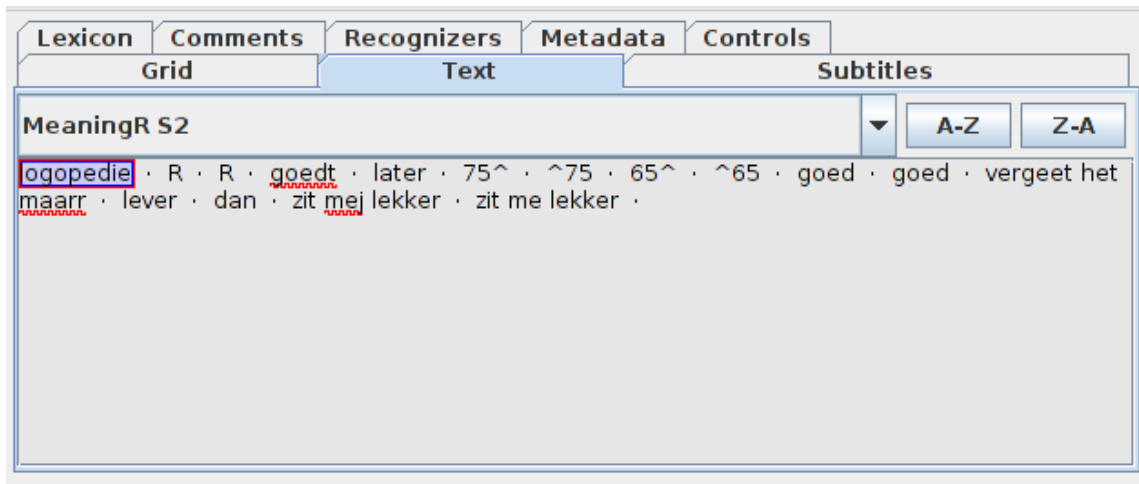 Lexicon Comments Recognizers Metadata Controls
Grid Text Subtitles
MeaningR S2 A-Z Z-A
logopedie · R · R · goedt · later · 75^ · ^75 · 65^ · ^65 · goed · goed · vergeet het
maarr · lever · dan · zit mej lekker · zit me lekker ·